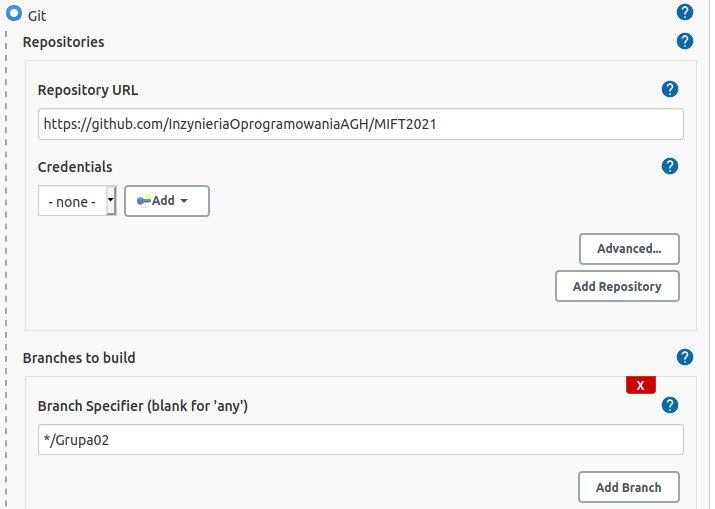 Git
?
Repositories
?
Repository URL
?
https://github.com/InzynieriaOprogramowaniaAGH/MIFT2021
Credentials
?
- none -
Add
Advanced...
Add Repository
Branches to build
?
X
Branch Specifier (blank for 'any')
?
*/Grupa02
Add Branch